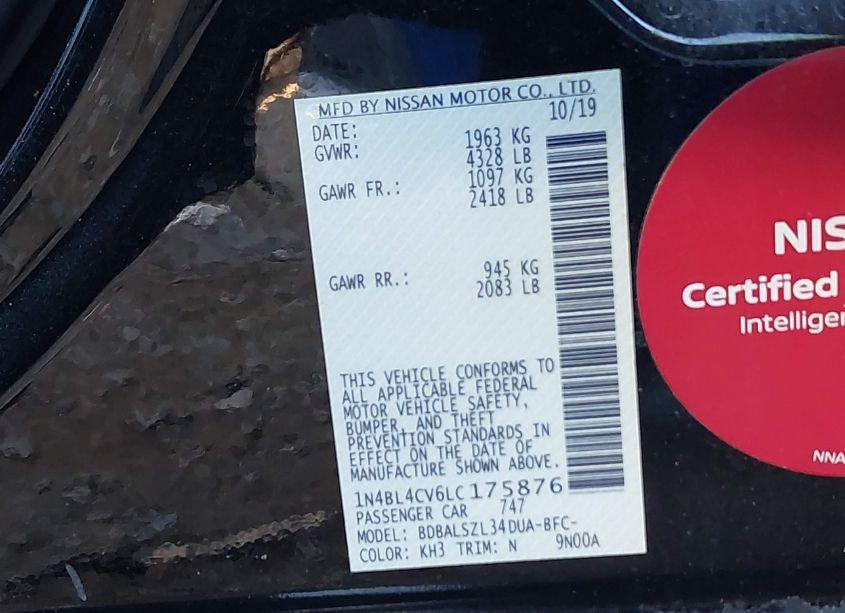 MFD BY NISSAN MOTOR CO., LTD.
DATE: 10/19
GVWR: 1963 KG
4328 LB
GAWR FR.: 1097 KG
2418 LB
GAWR RR.: 945 KG
2083 LB
THIS VEHICLE CONFORMS TO
ALL APPLICABLE FEDERAL
MOTOR VEHICLE SAFETY,
BUMPER, AND THEFT
PREVENTION STANDARDS IN
EFFECT ON THE DATE OF
MANUFACTURE SHOWN ABOVE.
1N4BL4CV6LC175876
PASSENGER CAR 747
MODEL: BDBALSZL34DUA-BFC-
COLOR: KH3 TRIM: N 9N00A
NIS
Certified
Intelligen
NNA